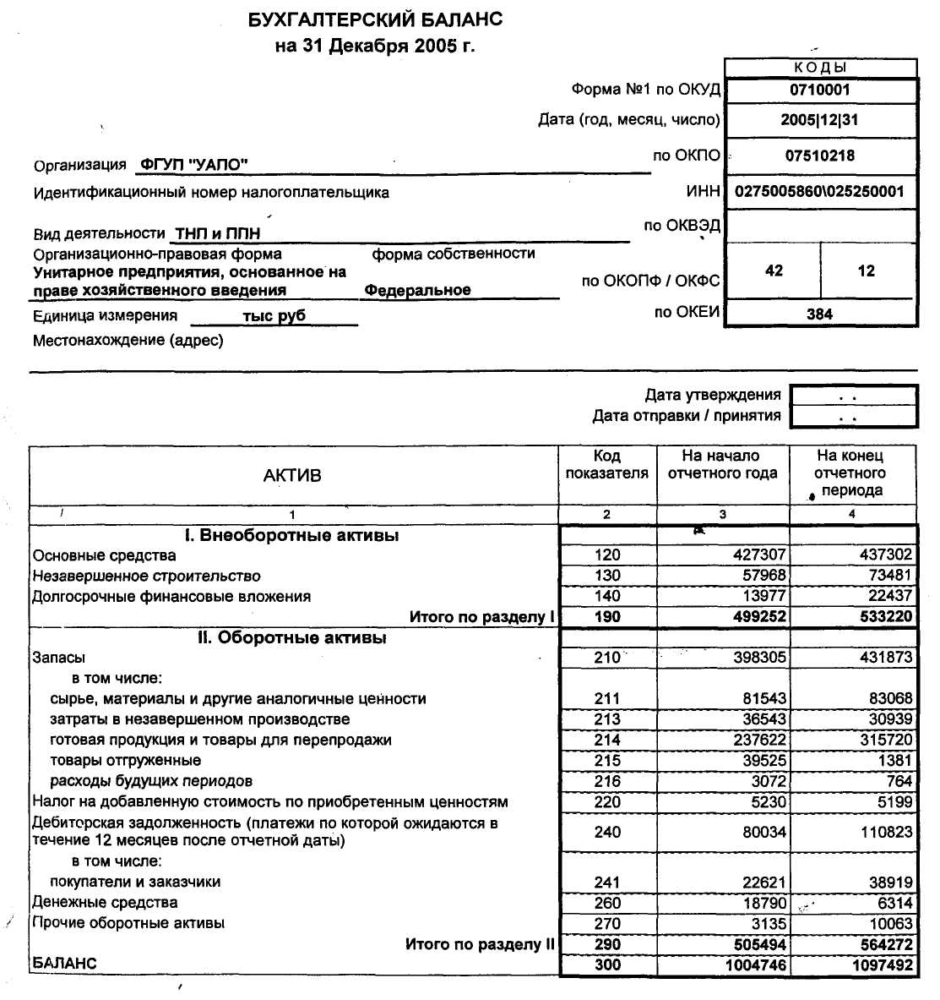 БУХГАЛТЕРСКИЙ БАЛАНС
на 31 Декабря 2005 г.
КОДЫ
Форма №1 по ОКУД 0710001
Дата (год, месяц, число) 2005|12|31
Организация ФГУП "УАПО" по ОКПО 07510218
Идентификационный номер налогоплательщика ИНН 0275005860\025250001
Вид деятельности ТНП и ППН по ОКВЭД
Организационно-правовая форма форма собственности
Унитарное предприятия, основанное на
праве хозяйственного введения Федеральное по ОКОПФ / ОКФС 42 12
Единица измерения тыс руб по ОКЕИ 384
Местонахождение (адрес)
Дата утверждения . .
Дата отправки / принятия . .
АКТИВ Код показателя На начало отчетного года На конец отчетного периода
1 2 3 4
I. Внеоборотные активы
Основные средства 120 427307 437302
Незавершенное строительство 130 57968 73481
Долгосрочные финансовые вложения 140 13977 22437
Итого по разделу I 190 499252 533220
II. Оборотные активы
Запасы 210 398305 431873
в том числе:
сырье, материалы и другие аналогичные ценности 211 81543 83068
затраты в незавершенном производстве 213 36543 30939
готовая продукция и товары для перепродажи 214 237622 315720
товары отгруженные 215 39525 1381
расходы будущих периодов 216 3072 764
Налог на добавленную стоимость по приобретенным ценностям 220 5230 5199
Дебиторская задолженность (платежи по которой ожидаются в
течение 12 месяцев после отчетной даты) 240 80034 110823
в том числе:
покупатели и заказчики 241 22621 38919
Денежные средства 260 18790 6314
Прочие оборотные активы 270 3135 10063
Итого по разделу II 290 505494 564272
БАЛАНС 300 1004746 1097492